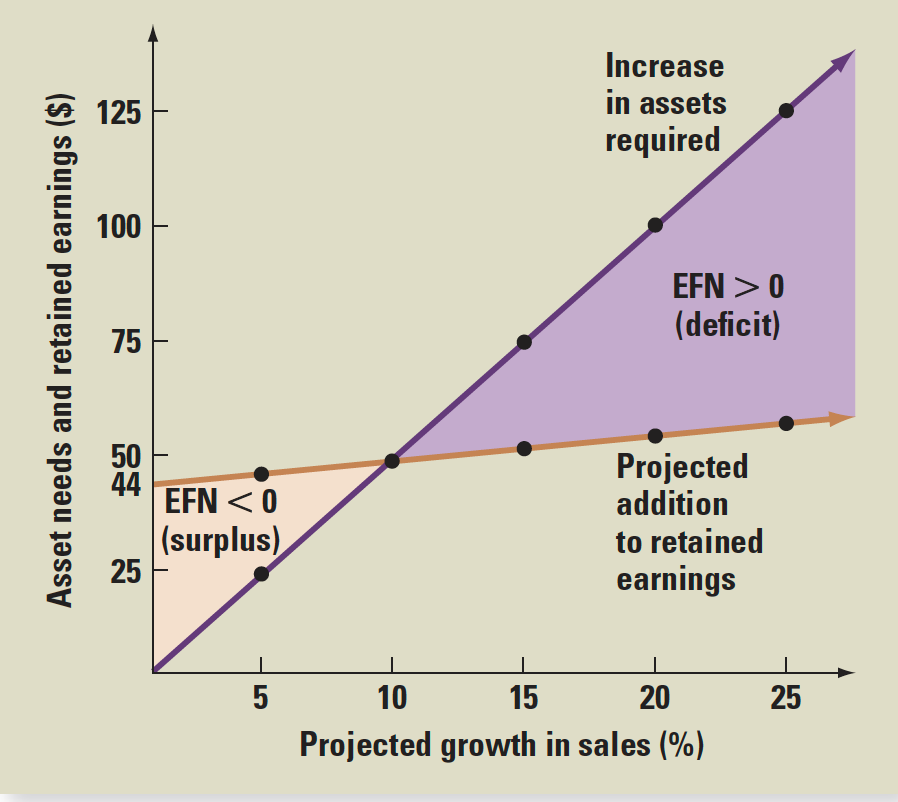 Asset needs and retained earnings ($)
125
100
75
50
44
25
Increase
in assets
required
EFN > 0
(deficit)
EFN < 0
(surplus)
Projected
addition
to retained
earnings
5
10
15
20
25
Projected growth in sales (%)